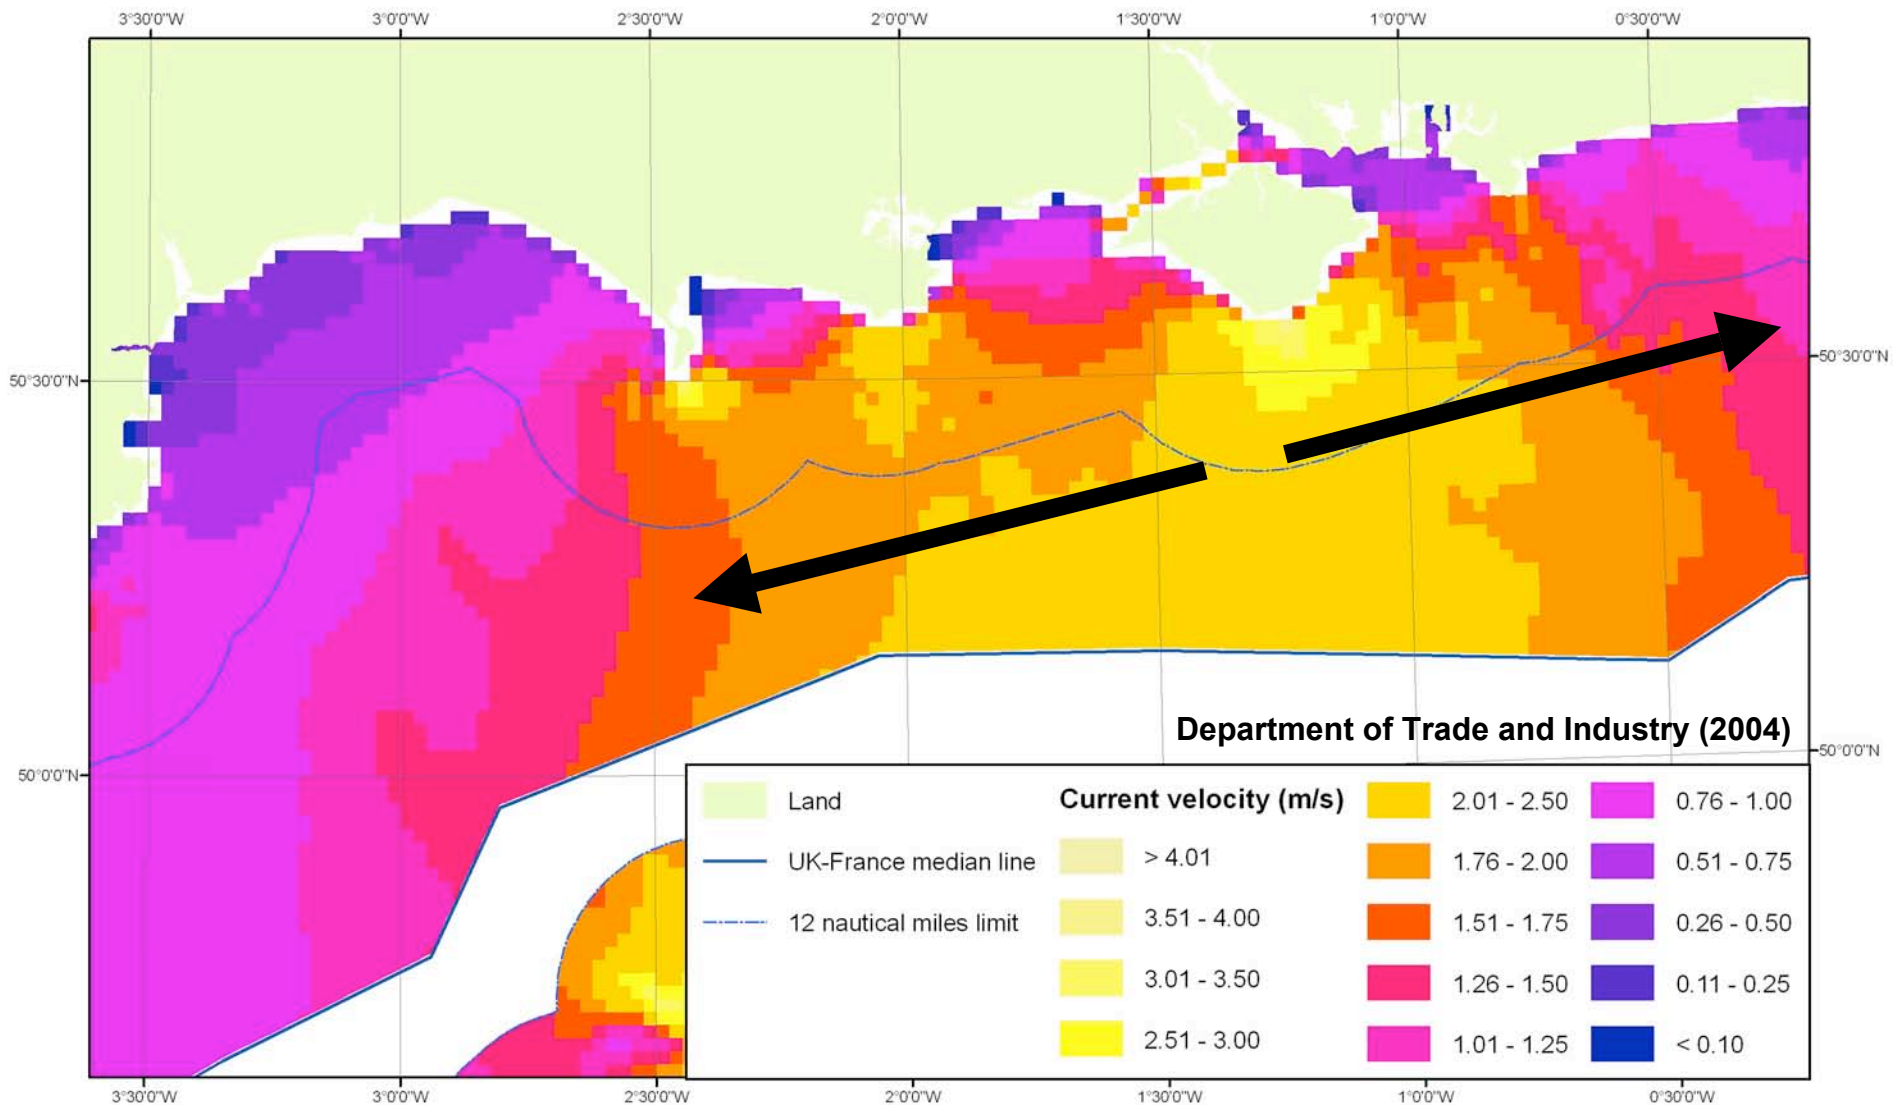 3°30'0"W 3°0'0"W 2°30'0"W 2°0'0"W 1°30'0"W 1°0'0"W 0°30'0"W
50°30'0"N
50°30'0"N
50°0'0"N
50°0'0"N
Department of Trade and Industry (2004)
Land
UK-France median line
12 nautical miles limit
Current velocity (m/s)
> 4.01
3.51 - 4.00
3.01 - 3.50
2.51 - 3.00
2.01 - 2.50
1.76 - 2.00
1.51 - 1.75
1.26 - 1.50
1.01 - 1.25
0.76 - 1.00
0.51 - 0.75
0.26 - 0.50
0.11 - 0.25
< 0.10
3°30'0"W 3°0'0"W 2°30'0"W 2°0'0"W 1°30'0"W 1°0'0"W 0°30'0"W